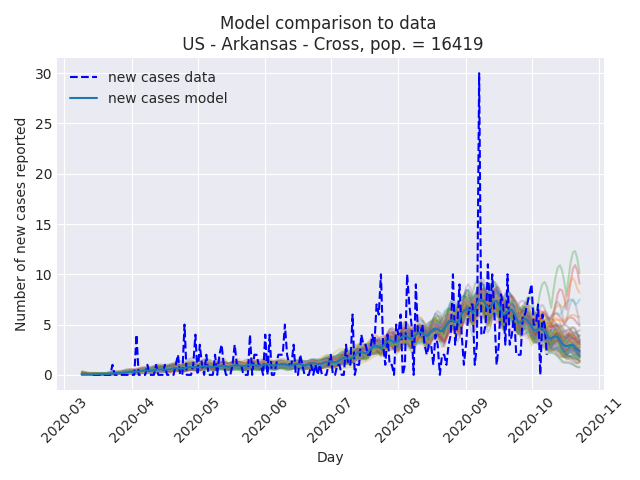 Model comparison to data
US - Arkansas - Cross, pop. = 16419
new cases data
new cases model
Number of new cases reported
30
25
20
15
10
5
0
2020-03
2020-04
2020-05
2020-06
2020-07
2020-08
2020-09
2020-10
2020-11
Day